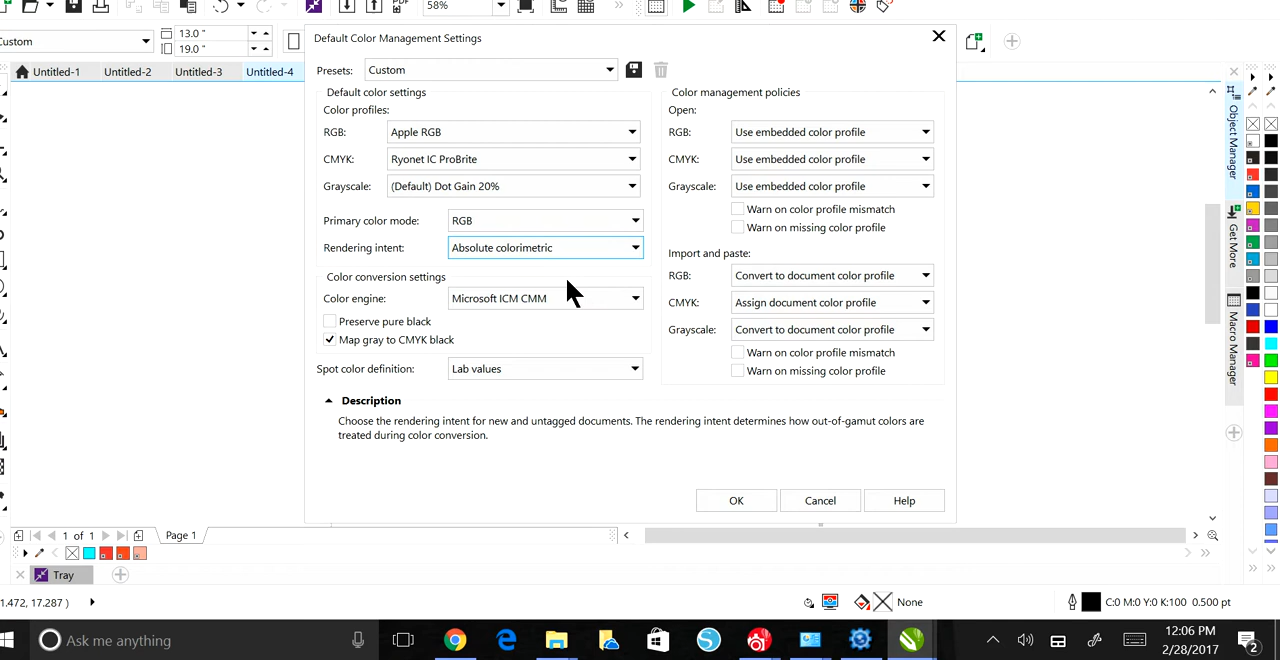 58%
ustom
13.0 "
19.0 "
Default Color Management Settings
Presets:
Custom
Untitled-1
Untitled-2
Untitled-3
Untitled-4
Default color settings
Color profiles:
RGB:
Apple RGB
CMYK:
Ryonet IC ProBrite
Grayscale:
(Default) Dot Gain 20%
Primary color mode:
RGB
Rendering intent:
Absolute colorimetric
Color conversion settings
Color engine:
Microsoft ICM CMM
Preserve pure black
Map gray to CMYK black
Spot color definition:
Lab values
Color management policies
Open:
RGB:
Use embedded color profile
CMYK:
Use embedded color profile
Grayscale:
Use embedded color profile
Warn on color profile mismatch
Warn on missing color profile
Import and paste:
RGB:
Convert to document color profile
CMYK:
Assign document color profile
Grayscale:
Convert to document color profile
Warn on color profile mismatch
Warn on missing color profile
Description
Choose the rendering intent for new and untagged documents. The rendering intent determines how out-of-gamut colors are
treated during color conversion.
OK
Cancel
Help
Object Manager
Get More
Macro Manager
1 of 1
Page 1
Tray
1.472, 17.287 )
None
C:0 M:0 Y:0 K:100 0.500 pt
Ask me anything
12:06 PM
2/28/2017
2